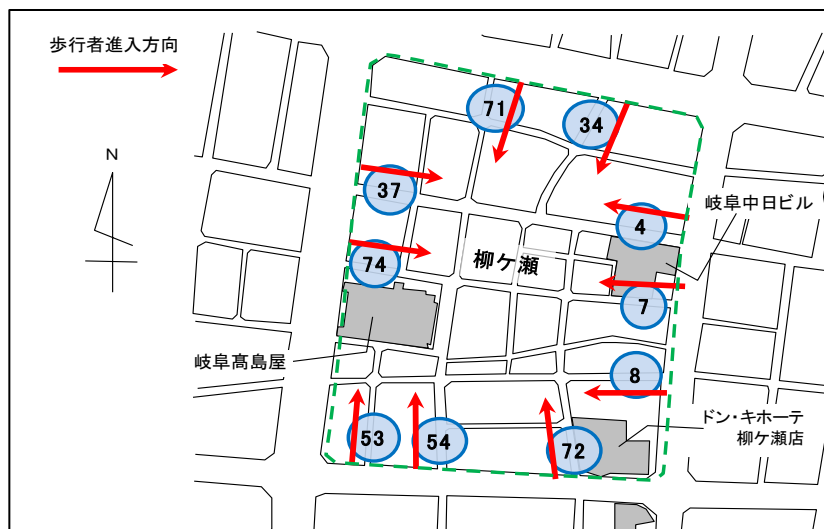 歩行者進入方向
N
71
34
37
4
岐阜中日ビル
74
柳ケ瀬
7
岐阜髙島屋
8
ドン・キホーテ
柳ケ瀬店
53
54
72